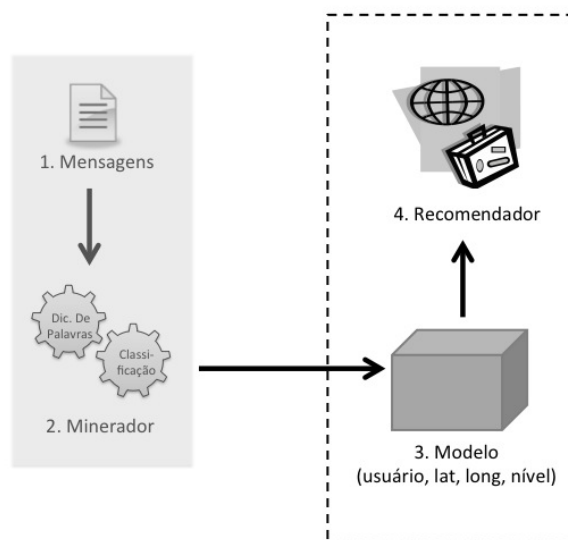 1. Mensagens
Dic. De
Palavras
Classi-
ficação
2. Minerador
4. Recomendador
3. Modelo
(usuário, lat, long, nível)